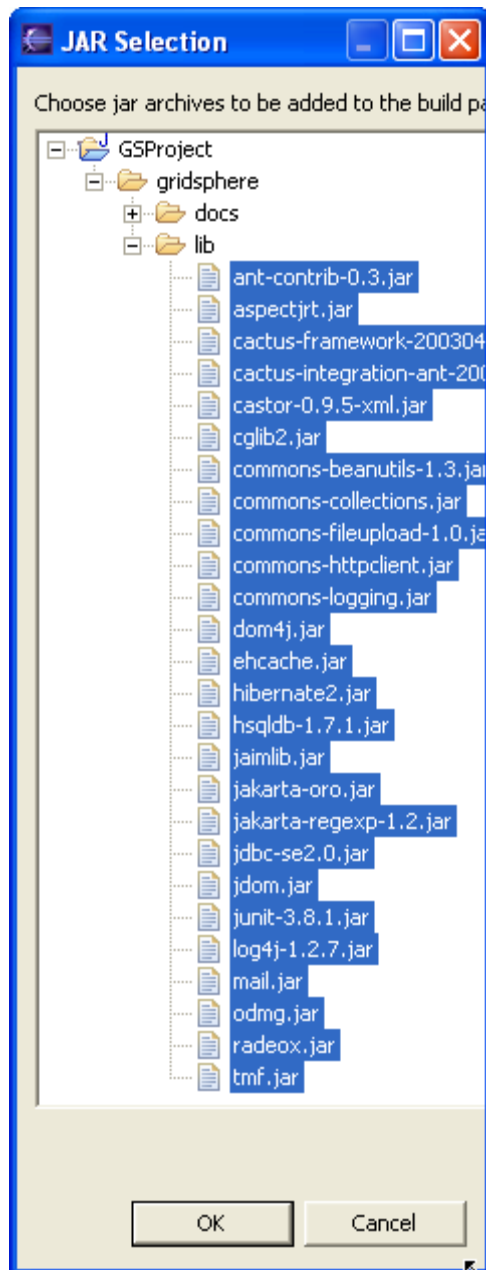 JAR Selection
Choose jar archives to be added to the build pa
GSProject
gridsphere
docs
lib
ant-contrib-0.3.jar
aspectjrt.jar
cactus-framework-200304
cactus-integration-ant-200
castor-0.9.5-xml.jar
cglib2.jar
commons-beanutils-1.3.jar
commons-collections.jar
commons-fileupload-1.0.ja
commons-httpclient.jar
commons-logging.jar
dom4j.jar
ehcache.jar
hibernate2.jar
hsqldb-1.7.1.jar
jaimlib.jar
jakarta-oro.jar
jakarta-regexp-1.2.jar
jdbc-se2.0.jar
jdom.jar
junit-3.8.1.jar
log4j-1.2.7.jar
mail.jar
odmg.jar
radeox.jar
tmf.jar
OK Cancel